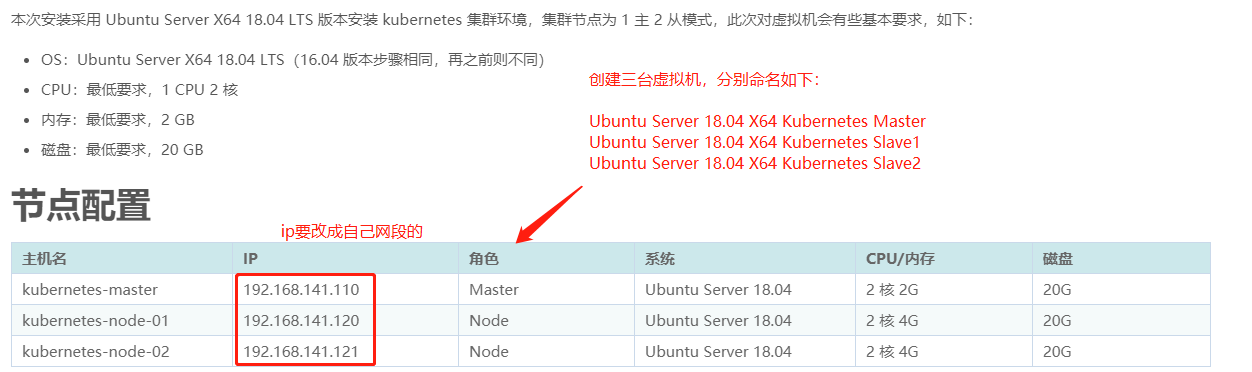 本次安装采用 Ubuntu Server X64 18.04 LTS 版本安装 kubernetes 集群环境，集群节点为 1 主 2 从模式，此次对虚拟机会有些基本要求，如下：
OS：Ubuntu Server X64 18.04 LTS（16.04 版本步骤相同，再之前则不同）
CPU：最低要求，1 CPU 2 核
内存：最低要求，2 GB
磁盘：最低要求，20 GB
创建三台虚拟机，分别命名如下：
Ubuntu Server 18.04 X64 Kubernetes Master
Ubuntu Server 18.04 X64 Kubernetes Slave1
Ubuntu Server 18.04 X64 Kubernetes Slave2
节点配置
ip要改成自己网段的
主机名 IP 角色 系统 CPU/内存 磁盘
kubernetes-master 192.168.141.110 Master Ubuntu Server 18.04 2 核 2G 20G
kubernetes-node-01 192.168.141.120 Node Ubuntu Server 18.04 2 核 4G 20G
kubernetes-node-02 192.168.141.121 Node Ubuntu Server 18.04 2 核 4G 20G